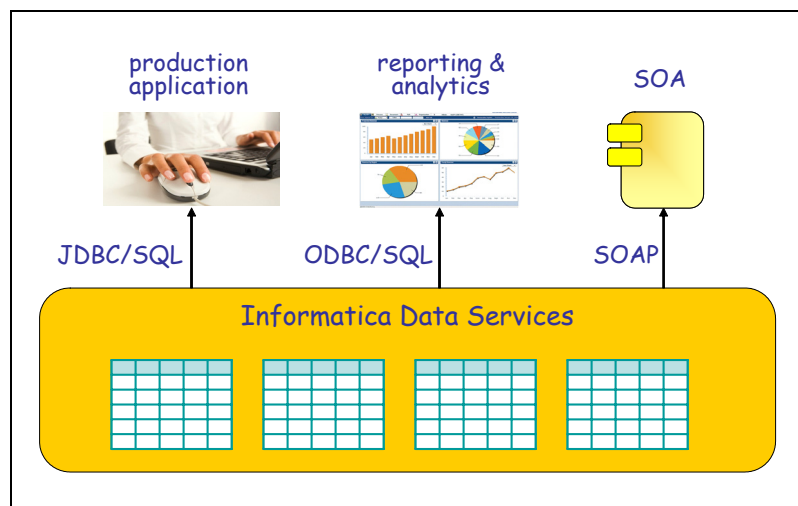 production
application
reporting &
analytics
SOA
JDBC/SQL
ODBC/SQL
SOAP
Informatica Data Services